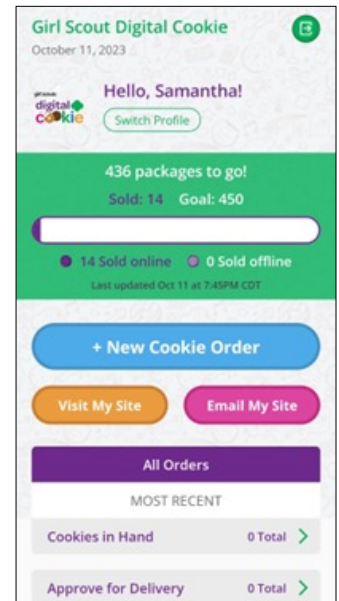 Girl Scout Digital Cookie
October 11, 2023
girl scouts
digital
cookie
Hello, Samantha!
Switch Profile
436 packages to go!
Sold: 14 Goal: 450
14 Sold online 0 Sold offline
Last updated Oct 11 at 7:45PM CDT
+ New Cookie Order
Visit My Site Email My Site
All Orders
MOST RECENT
Cookies in Hand 0 Total
Approve for Delivery 0 Total